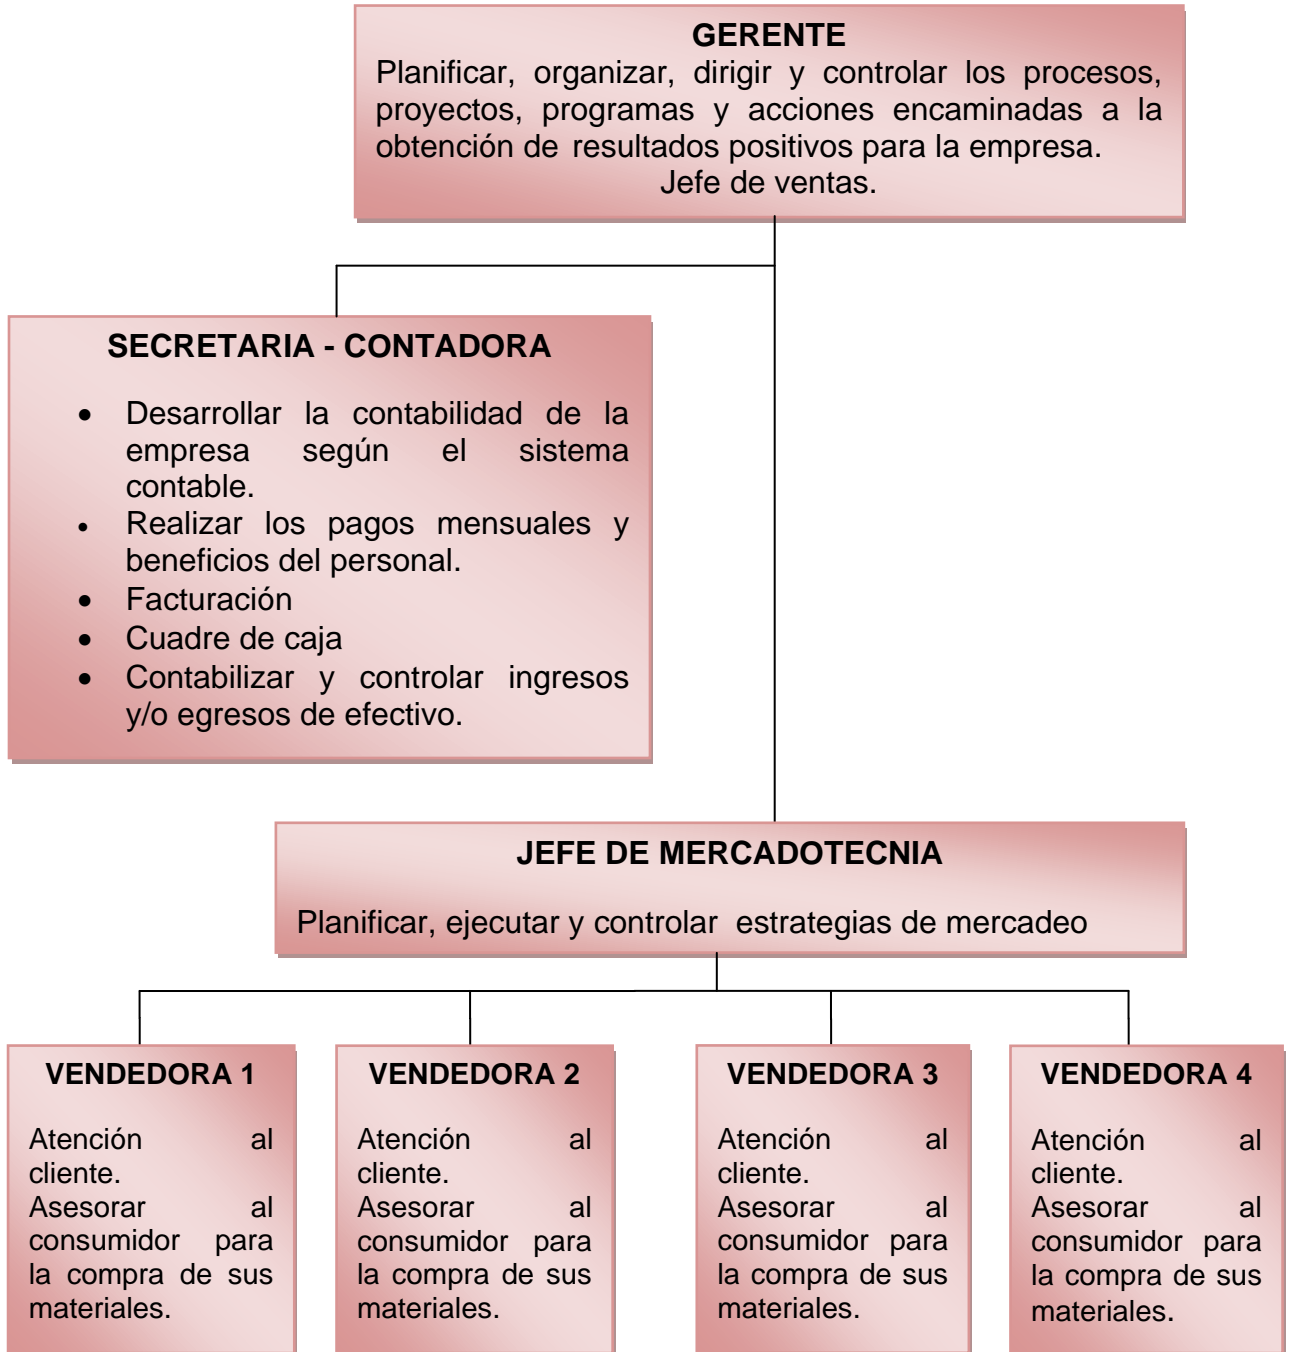 GERENTE
Planificar, organizar, dirigir y controlar los procesos,
proyectos, programas y acciones encaminadas a la
obtención de resultados positivos para la empresa.
Jefe de ventas.
SECRETARIA - CONTADORA
• Desarrollar la contabilidad de la
empresa según el sistema
contable.
• Realizar los pagos mensuales y
beneficios del personal.
• Facturación
• Cuadre de caja
• Contabilizar y controlar ingresos
y/o egresos de efectivo.
JEFE DE MERCADOTECNIA
Planificar, ejecutar y controlar estrategias de mercadeo
VENDEDORA 1
Atención al
cliente.
Asesorar al
consumidor para
la compra de sus
materiales.
VENDEDORA 2
Atención al
cliente.
Asesorar al
consumidor para
la compra de sus
materiales.
VENDEDORA 3
Atención al
cliente.
Asesorar al
consumidor para
la compra de sus
materiales.
VENDEDORA 4
Atención al
cliente.
Asesorar al
consumidor para
la compra de sus
materiales.